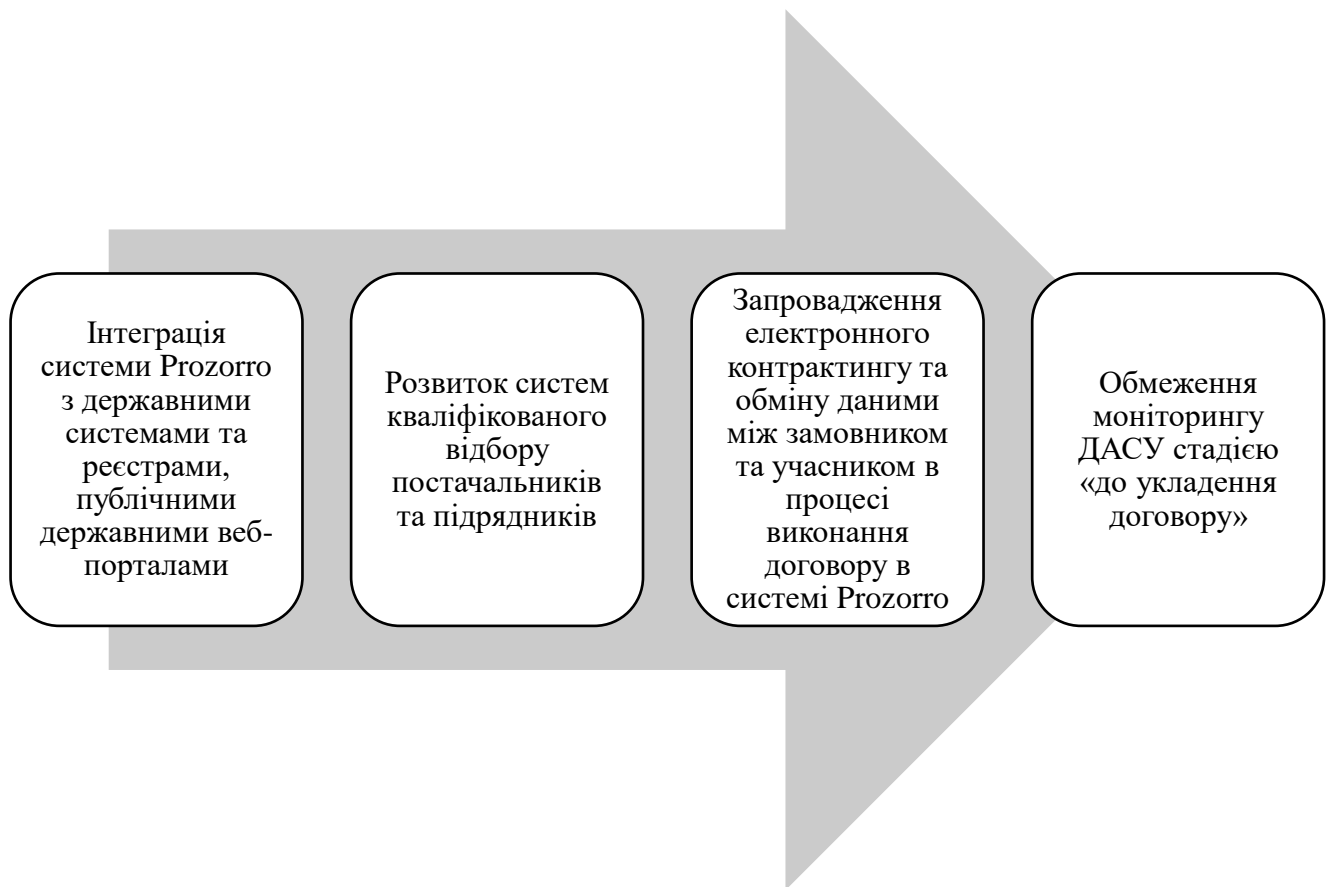 Інтеграція
системи Prozorro
з державними
системами та
реєстрами,
публічними
державними веб-
порталами
Розвиток систем
кваліфікованого
відбору
постачальників
та підрядників
Запровадження
електронного
контрактингу та
обміну даними
між замовником
та учасником в
процесі
виконання
договору в
системі Prozorro
Обмеження
моніторингу
ДАСУ стадією
«до укладення
договору»